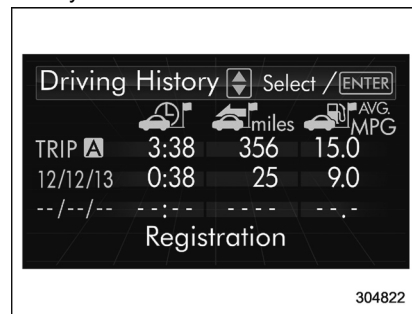 Driving History Select / ENTER
miles AVG. MPG
TRIP A 3:38 356 15.0
12/12/13 0:38 25 9.0
--/--/-- --:-- ---- --.-
Registration
304822